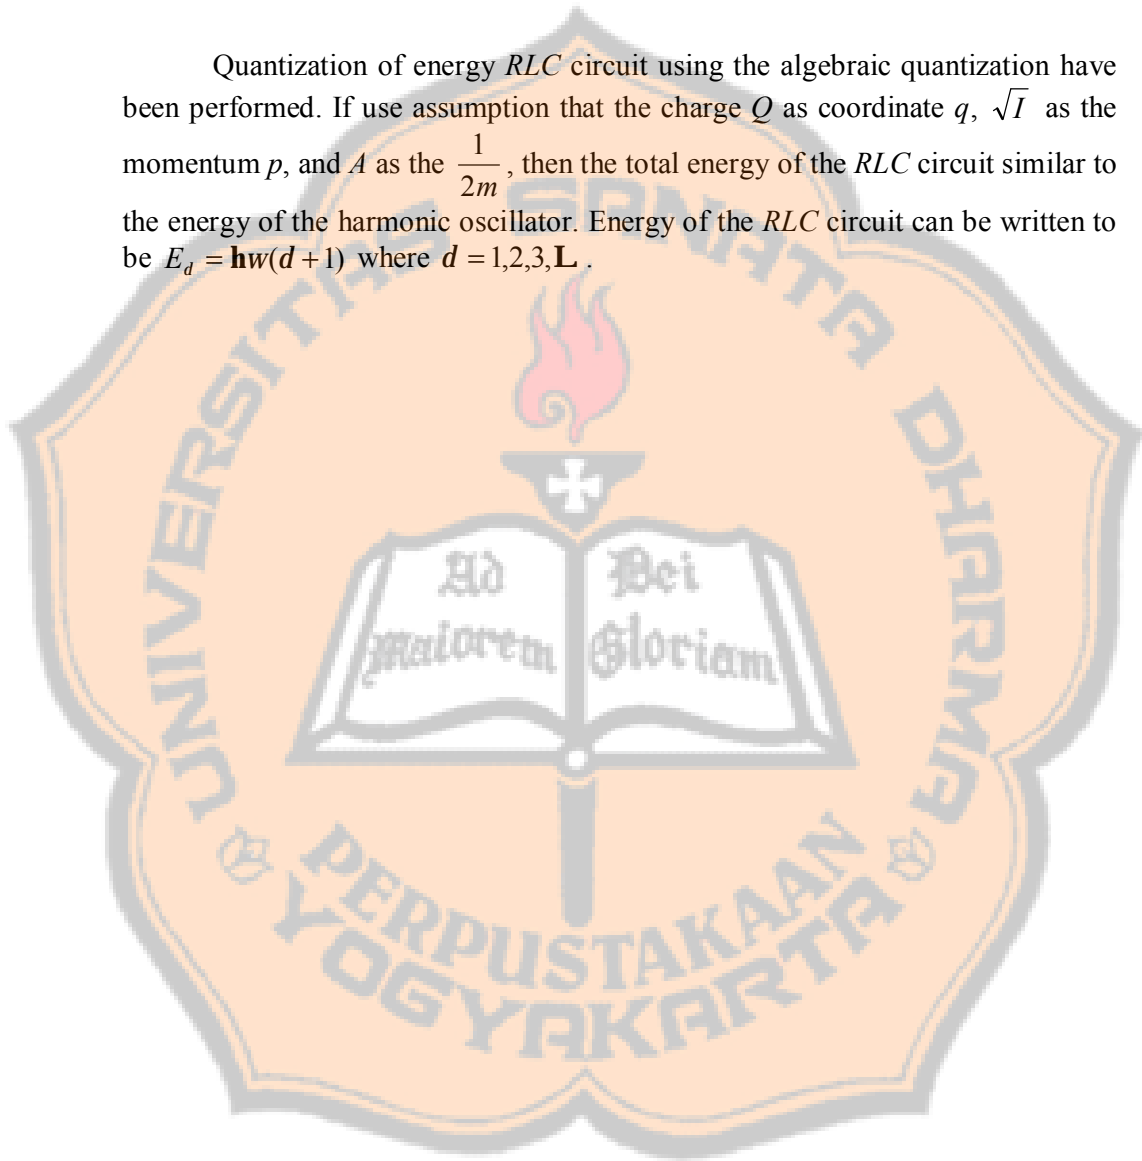 Quantization of energy RLC circuit using the algebraic quantization have
been performed. If use assumption that the charge Q as coordinate q, √I as the
momentum p, and A as the 1/2m, then the total energy of the RLC circuit similar to
the energy of the harmonic oscillator. Energy of the RLC circuit can be written to
be E_d = hw(d + 1) where d = 1,2,3,L .
UNIVERSITAS SANATA DHARMA
Ad Dei
maiorem Gloriam
PERPUSTAKAAN
YOGYAKARTA